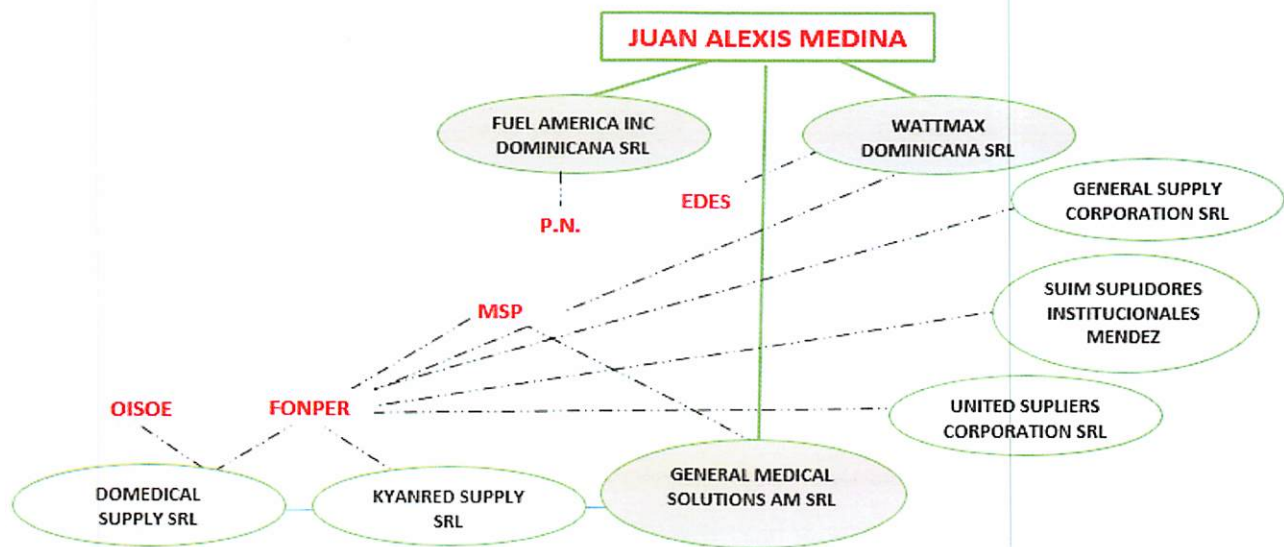 JUAN ALEXIS MEDINA
FUEL AMERICA INC
DOMINICANA SRL
WATTMAX
DOMINICANA SRL
EDES
GENERAL SUPPLY
CORPORATION SRL
P.N.
SUIM SUPLIDORES
INSTITUCIONALES
MENDEZ
MSP
OISOE
FONPER
UNITED SUPLIERS
CORPORATION SRL
DOMEDICAL
SUPPLY SRL
KYANRED SUPPLY
SRL
GENERAL MEDICAL
SOLUTIONS AM SRL